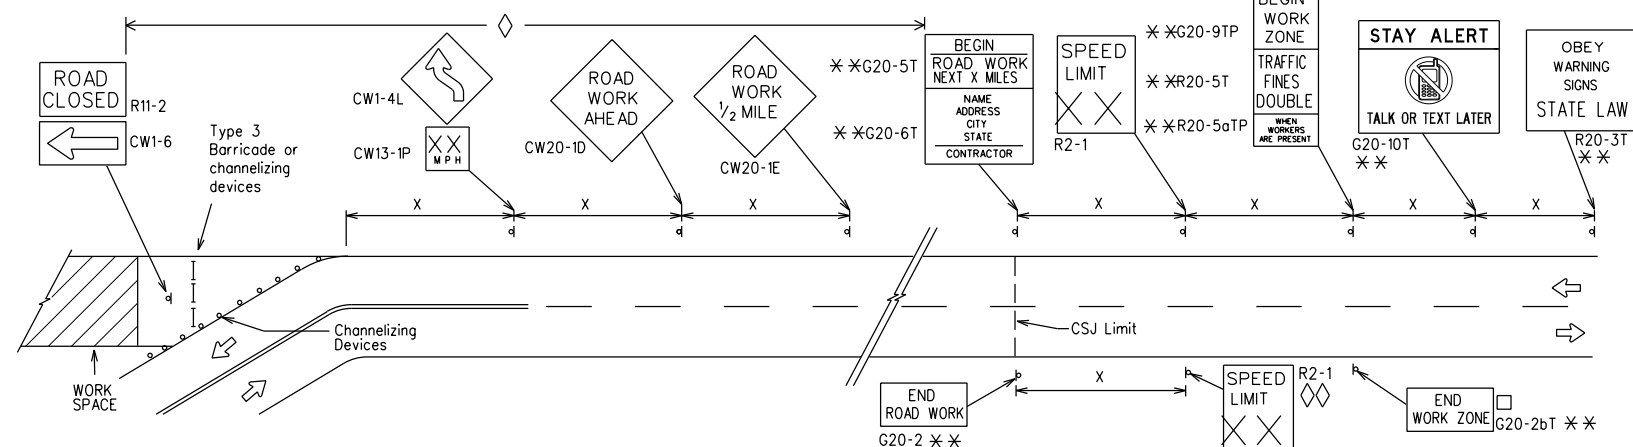 ROAD
CLOSED
R11-2
CW1-6
Type 3
Barricade or
channelizing
devices
CW1-4L
XX
MPH
CW13-1P
ROAD
WORK
AHEAD
CW20-1D
ROAD
WORK
1/2 MILE
CW20-1E
**G20-5T
**G20-6T
BEGIN
ROAD WORK
NEXT X MILES
NAME
ADDRESS
CITY
STATE
CONTRACTOR
SPEED
LIMIT
XX
R2-1
**G20-9TP
**R20-5T
**R20-5aTP
BEGIN
WORK
ZONE
TRAFFIC
FINES
DOUBLE
WHEN
WORKERS
ARE PRESENT
STAY ALERT
TALK OR TEXT LATER
G20-10T
**
OBEY
WARNING
SIGNS
STATE LAW
R20-3T
**
X
X
X
X
X
X
X
WORK
SPACE
Channelizing
Devices
CSJ Limit
END
ROAD WORK
G20-2 **
X
SPEED
LIMIT
XX
R2-1
END
WORK ZONE
G20-2bT **